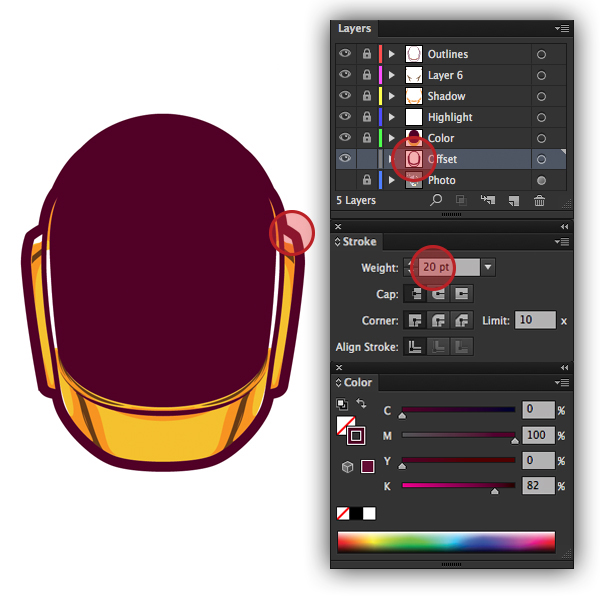 Layers
Outlines
Layer 6
Shadow
Highlight
Color
Offset
Photo
5 Layers
Stroke
Weight: 20 pt
Cap:
Corner: Limit: 10 x
Align Stroke:
Color
C 0 %
M 100 %
Y 0 %
K 82 %